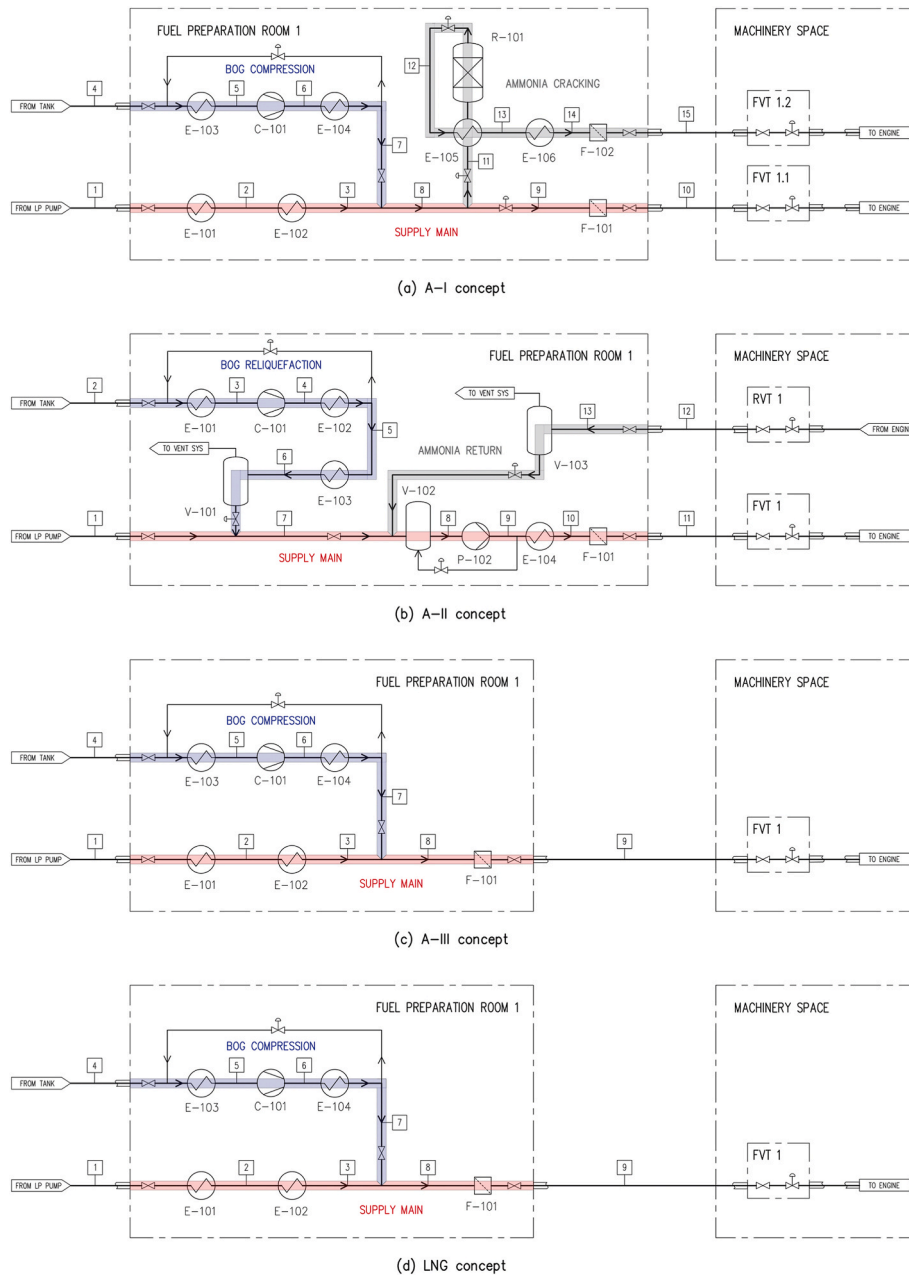 FUEL PREPARATION ROOM 1
MACHINERY SPACE
R-101
12
BOG COMPRESSION
AMMONIA CRACKING
4
5
6
13
14
15
FVT 1.2
FROM TANK
TO ENGINE
E-103
C-101
E-104
E-105
E-106
F-102
7
11
FVT 1.1
1
2
3
8
9
10
FROM LP PUMP
TO ENGINE
E-101
E-102
F-101
SUPPLY MAIN
(a) A-I concept
BOG RELIQUEFACTION
FUEL PREPARATION ROOM 1
MACHINERY SPACE
2
3
4
TO VENT SYS
13
12
RVT 1
FROM TANK
FROM ENGINE
E-101
C-101
E-102
5
TO VENT SYS
6
AMMONIA RETURN
V-103
E-103
V-102
V-101
FVT 1
1
7
8
9
10
11
FROM LP PUMP
TO ENGINE
SUPPLY MAIN
P-102
E-104
F-101
(b) A-II concept
FUEL PREPARATION ROOM 1
MACHINERY SPACE
BOG COMPRESSION
4
5
6
FROM TANK
E-103
C-101
E-104
7
FVT 1
1
2
3
8
9
FROM LP PUMP
TO ENGINE
E-101
E-102
SUPPLY MAIN
F-101
(c) A-III concept
FUEL PREPARATION ROOM 1
MACHINERY SPACE
BOG COMPRESSION
4
5
6
FROM TANK
E-103
C-101
E-104
7
FVT 1
1
2
3
8
9
FROM LP PUMP
TO ENGINE
E-101
E-102
SUPPLY MAIN
F-101
(d) LNG concept